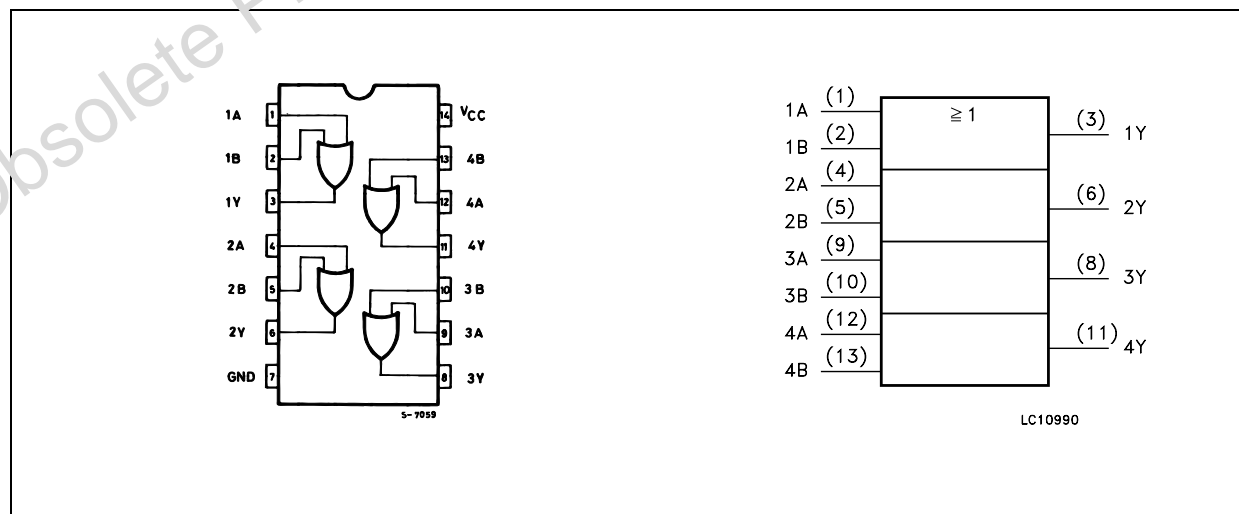 obsolete P
1A 1 14 VCC
1B 2 13 4B
1Y 3 12 4A
2A 4 11 4Y
2B 5 10 3B
2Y 6 9 3A
GND 7 8 3Y
S-7059
1A (1) ≧1 (3) 1Y
1B (2)
2A (4) (6) 2Y
2B (5)
3A (9) (8) 3Y
3B (10)
4A (12) (11) 4Y
4B (13)
LC10990